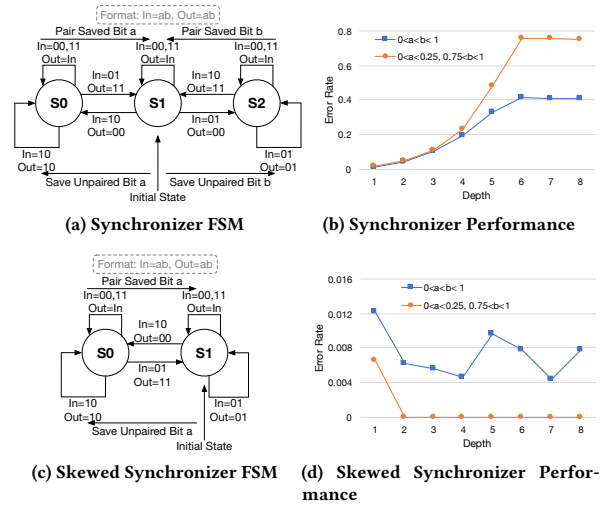 Format: In=ab, Out=ab
Pair Saved Bit a
Pair Saved Bit b
In=00,11
Out=In
In=00,11
Out=In
In=00,11
Out=In
In=01
Out=11
In=10
Out=11
S0
S1
S2
In=10
Out=00
In=01
Out=00
In=10
Out=10
In=01
Out=01
Save Unpaired Bit a
Save Unpaired Bit b
Initial State
(a) Synchronizer FSM
0.8
0.6
0.4
0.2
0
Error Rate
0<a<b< 1
0<a<0.25, 0.75<b<1
1 2 3 4 5 6 7 8
Depth
(b) Synchronizer Performance
Format: In=ab, Out=ab
Pair Saved Bit a
In=00,11
Out=In
In=00,11
Out=In
In=10
Out=00
S0
S1
In=01
Out=11
In=10
Out=10
In=01
Out=01
Save Unpaired Bit a
Initial State
(c) Skewed Synchronizer FSM
0.016
0.012
0.008
0.004
0
Error Rate
0<a<b< 1
0<a<0.25, 0.75<b<1
1 2 3 4 5 6 7 8
Depth
(d) Skewed Synchronizer Perfor-
mance